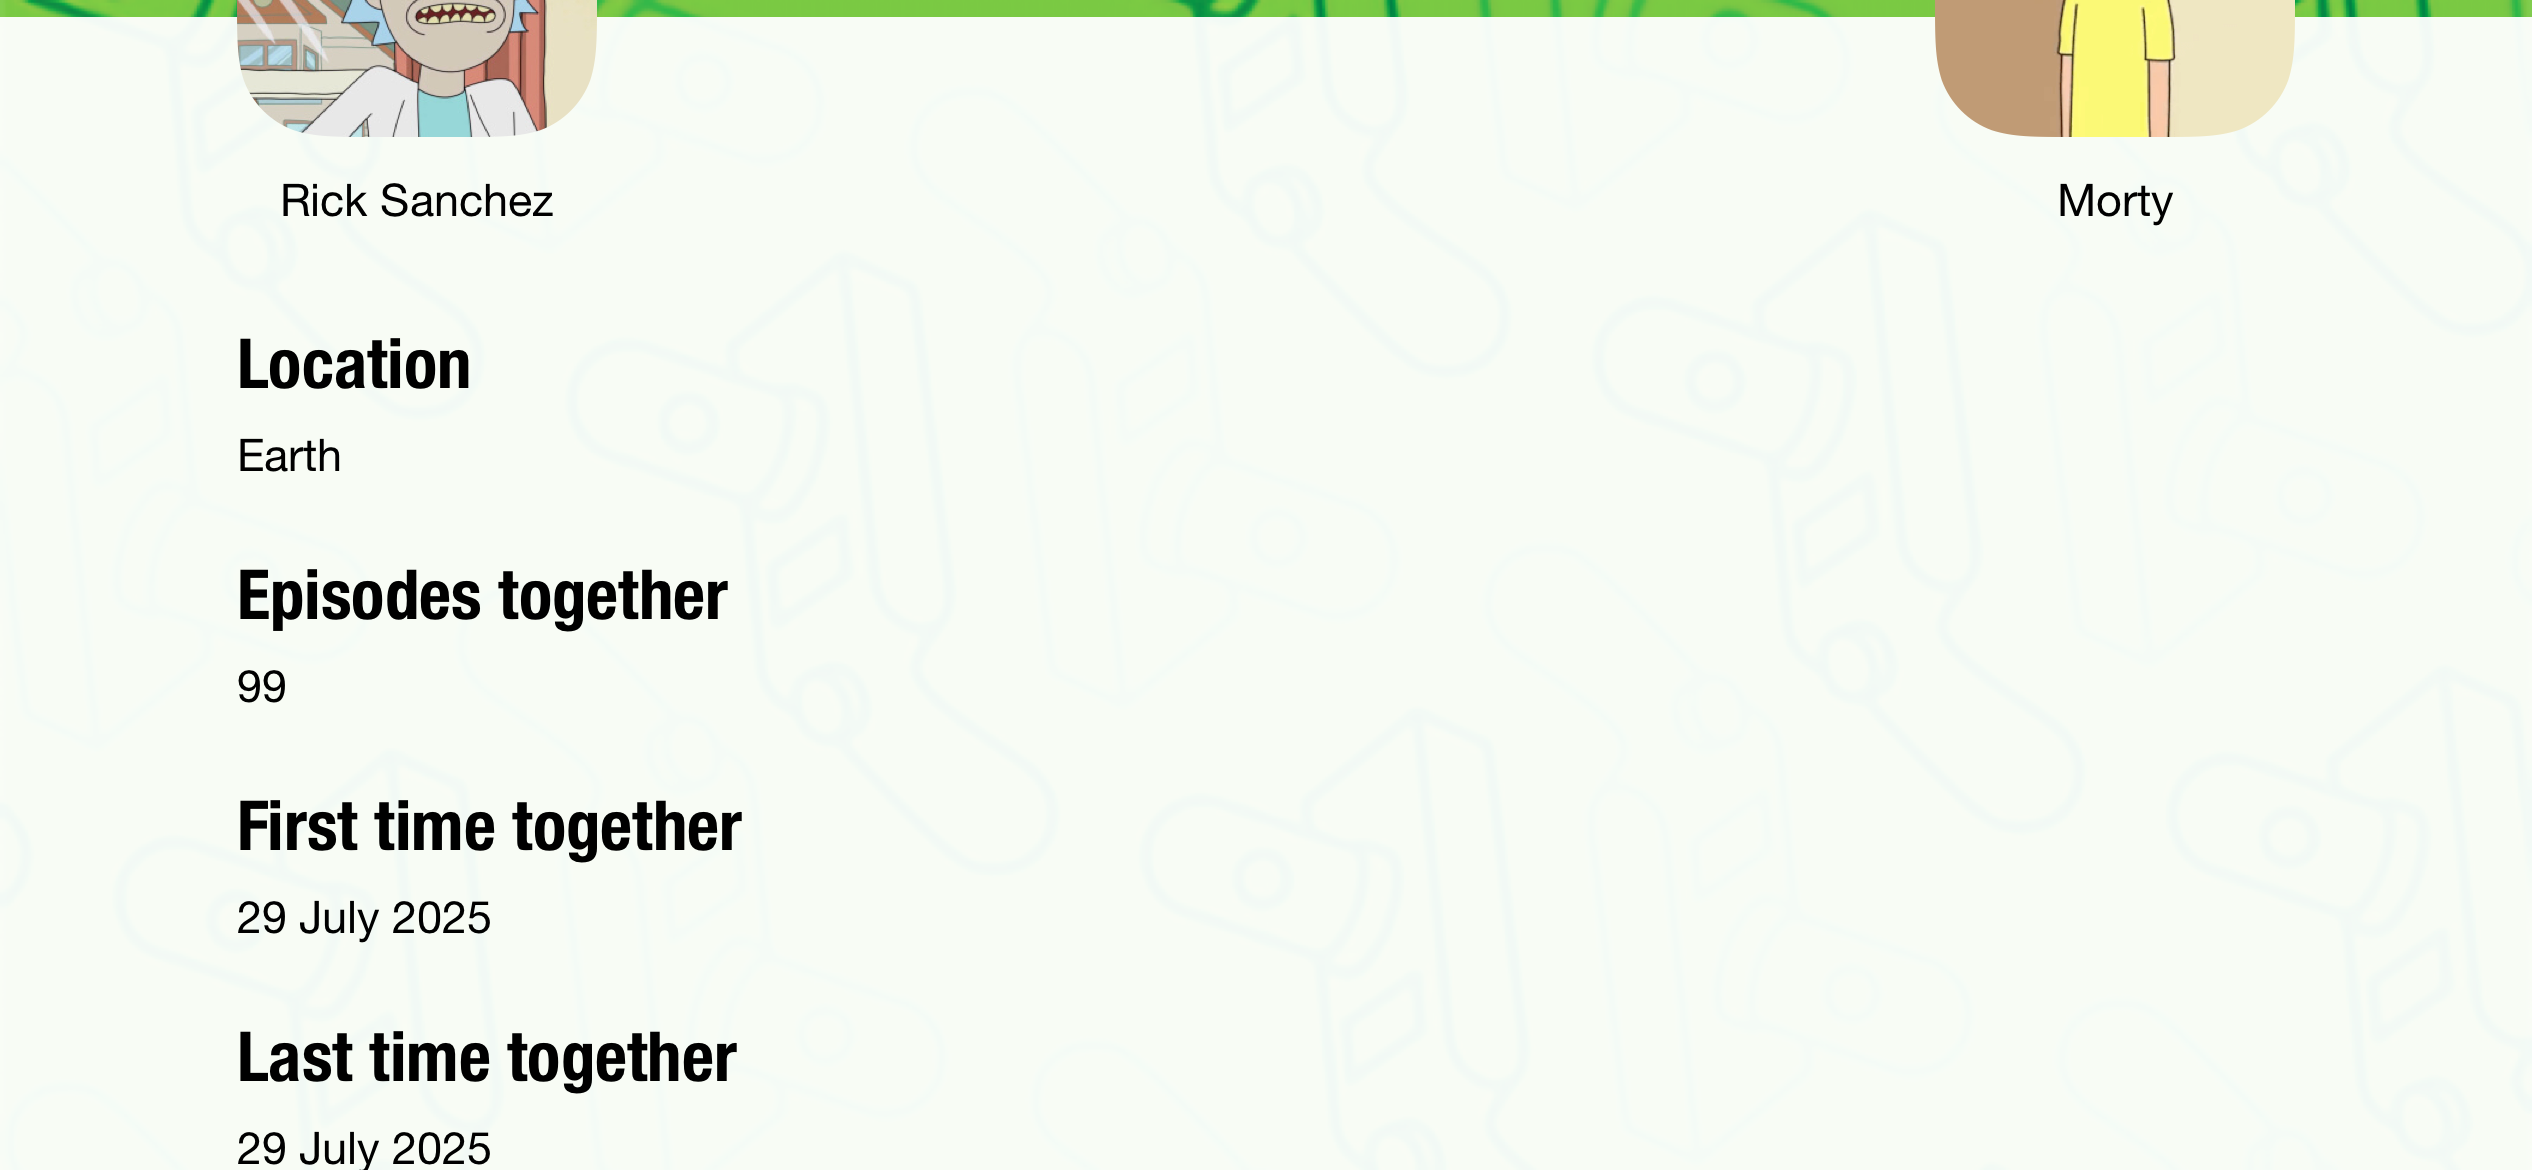 Rick Sanchez
Morty
Location
Earth
Episodes together
99
First time together
29 July 2025
Last time together
29 July 2025